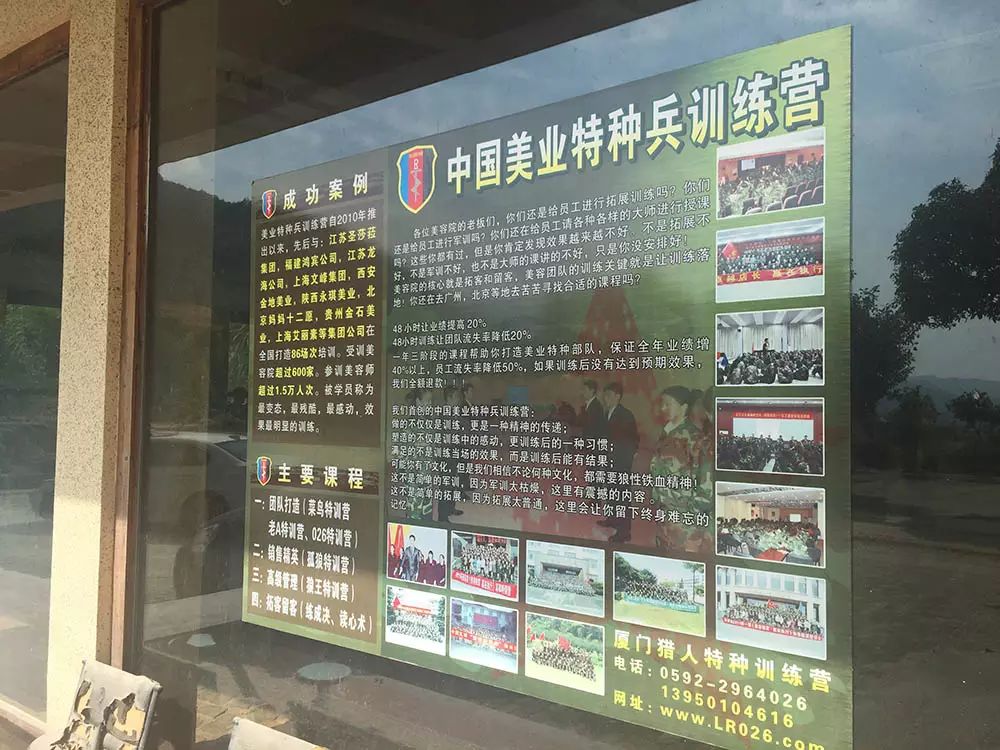 中国美业特种兵训练营
各位美容院的老板们，你们还是给员工进行拓展训练吗？你们
还是给员工进行军训吗？你们还在给员工请各种各样的大师进行授课
吗？这些你都有过，但是你肯定发现效果越来越不好、不是拓展不
好，不是军训不好，也不是大师的课讲的不好，只是你没安排好！
美容院的核心就是拓客和留客，美容团队的训练关键就是让训练落
地！你还在去广州，北京等地去苦苦寻找合适的课程吗？
48小时让业绩提高20%
48小时训练让团队流失率降低20%
一年三阶段的课程帮助你打造美业特种部队，保证全年业绩增
40%以上，员工流失率降低50%，如果训练后没有达到预期效果，
我们全额退款！！！
我们首创的中国美业特种兵训练营：
做的不仅仅是训练，更是一种精神的传递；
塑造的不仅是训练中的感动，更训练后的一种习惯；
满足的不是训练当场的效果，而是训练后能有结果；
可能你有了文化，但是我们相信不论何种文化，都需要狼性铁血精神！
这不是简单的军训，因为军训太枯燥，这里有震撼的内容。
这不是简单的拓展，因为拓展太普通，这里会让你留下终身难忘的
记忆
成功案例
美业特种兵训练营自2010年推
出以来，先后与：江苏圣莎菈
集团，福建鸿宾公司，江苏龙
海公司，上海文峰集团，西安
金地美业，陕西永琪美业，北
京妈妈十二愿，贵州金石美
业，上海艾丽素等集团公司在
全国打造86场次培训。受训美
容院超过600家。参训美容师
超过1.5万人次。被学员称为
最变态，最残酷，最感动，效
果最明显的训练。
主要课程
一：团队打造（菜鸟特训营
老A特训营、026特训营）
二：销售精英（孤狼特训营）
三：高级管理（狼王特训营）
四：拓客留客（练成决、读心术）
厦门猎人特种训练营
电话：0592-2964026
13950104616
网址：www.LR026.com